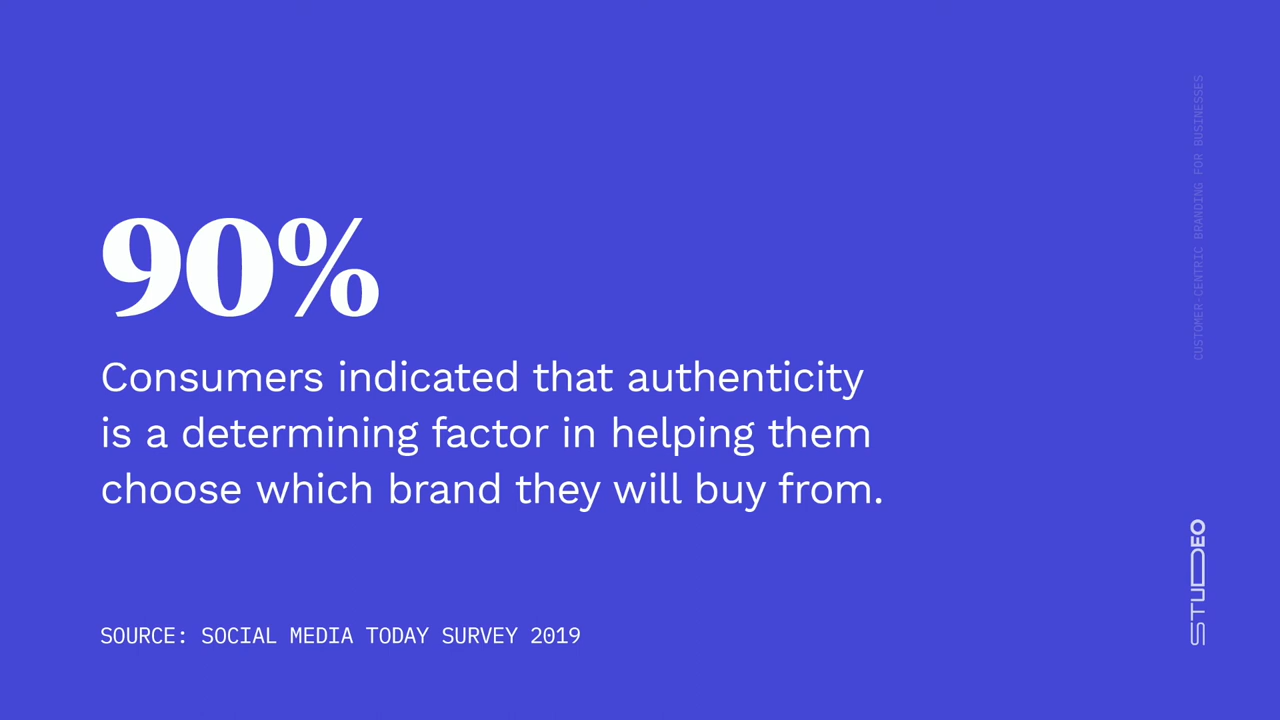 90%
Consumers indicated that authenticity
is a determining factor in helping them
choose which brand they will buy from.
SOURCE: SOCIAL MEDIA TODAY SURVEY 2019
CUSTOMER-CENTRIC BRANDING FOR BUSINESSES
STUDEO